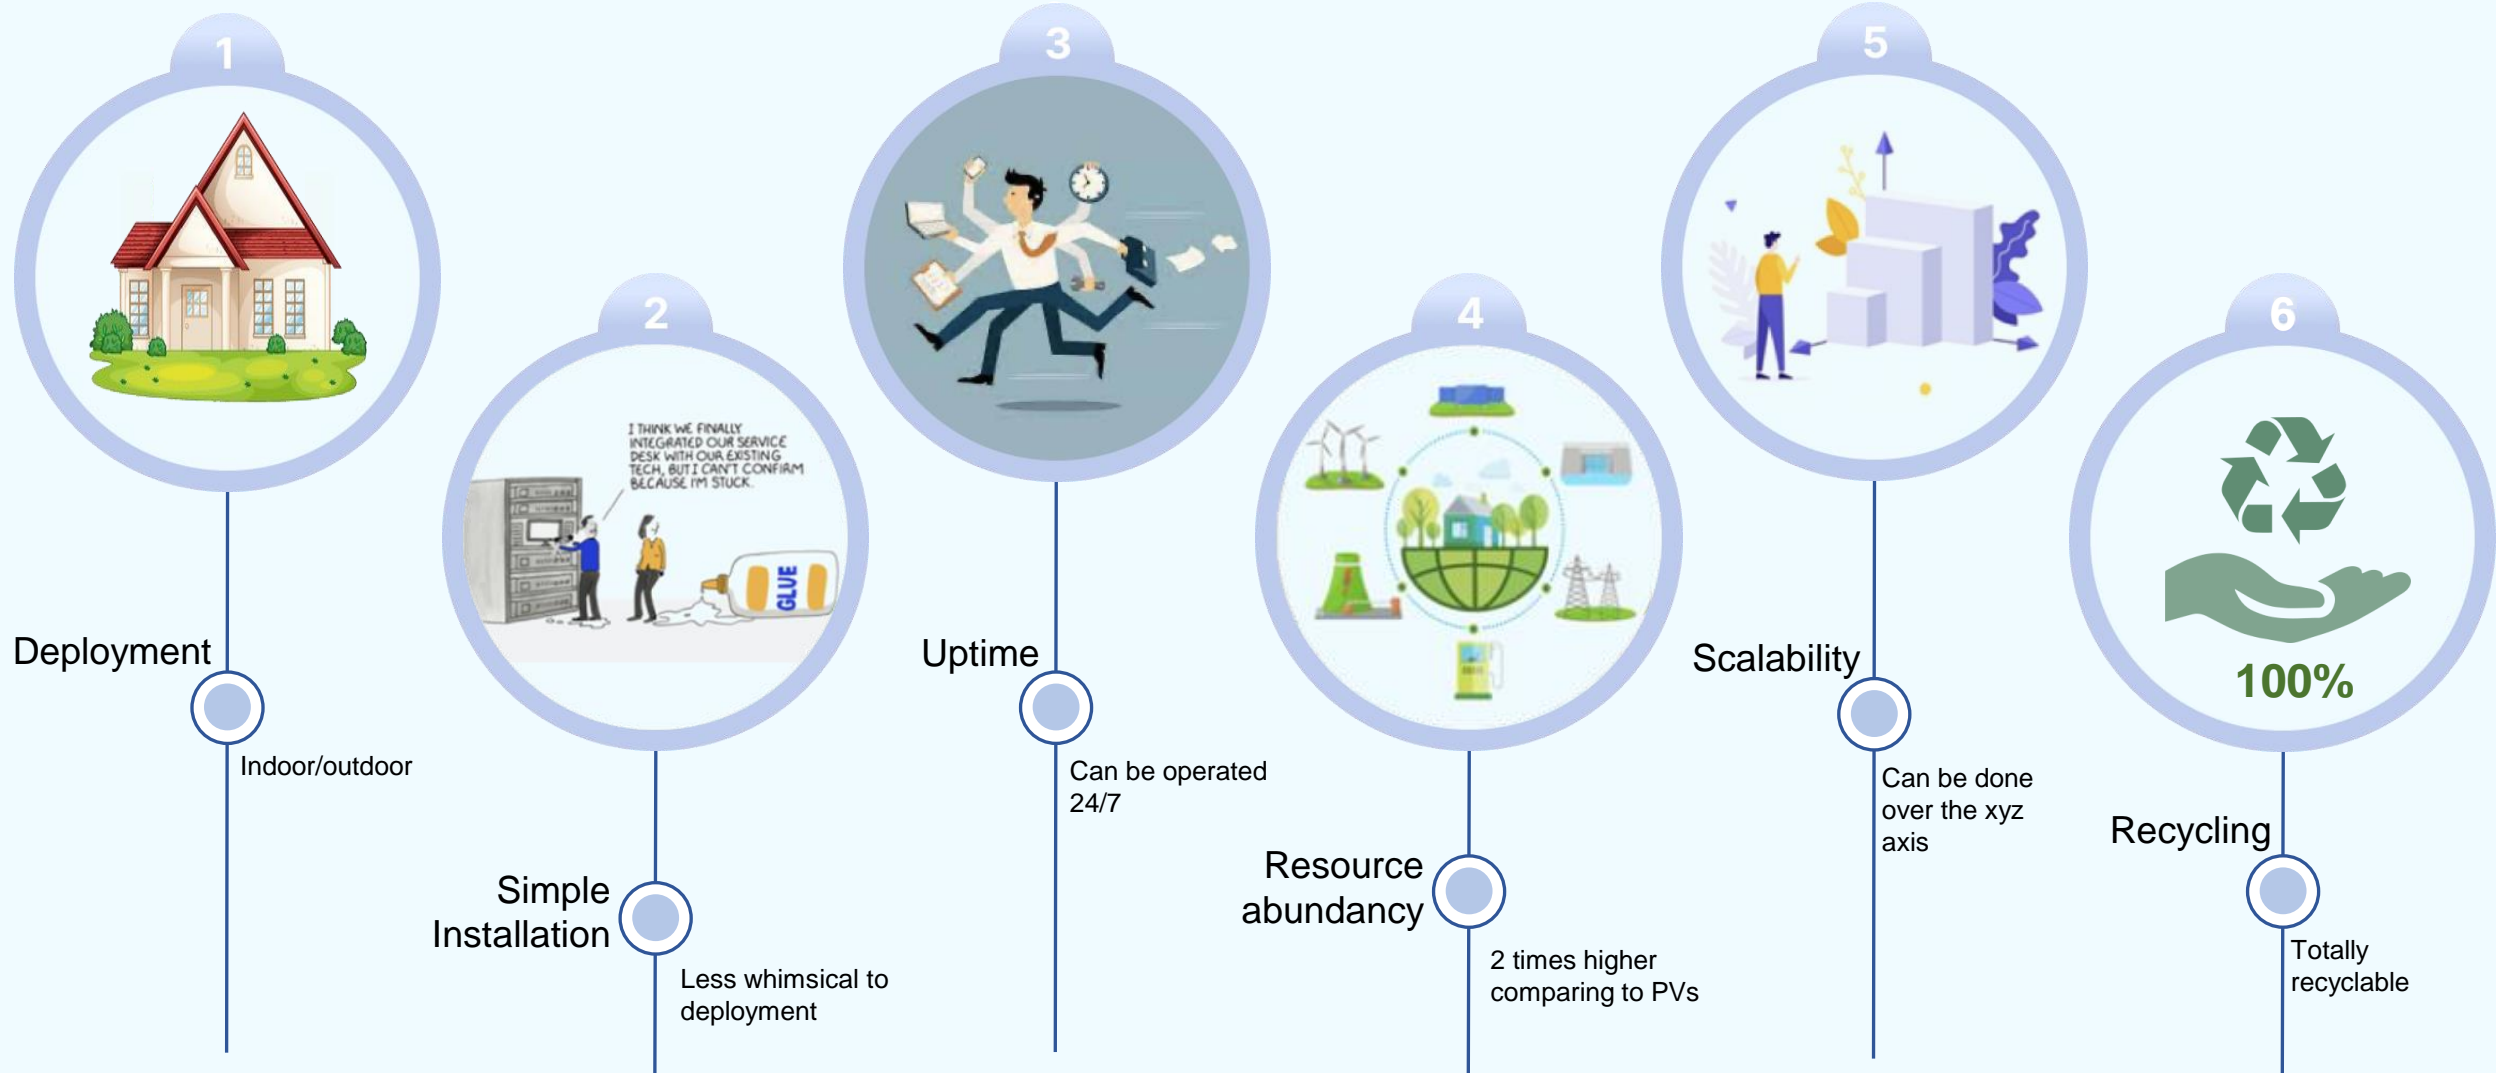 1
Deployment
Indoor/outdoor
2
I THINK WE FINALLY
INTEGRATED OUR SERVICE
DESK WITH OUR EXISTING
TECH, BUT I CAN'T CONFIRM
BECAUSE I'M STUCK.
GLUE
Simple
Installation
Less whimsical to
deployment
3
Uptime
Can be operated
24/7
4
Resource
abundancy
2 times higher
comparing to PVs
5
Scalability
Can be done
over the xyz
axis
6
100%
Recycling
Totally
recyclable